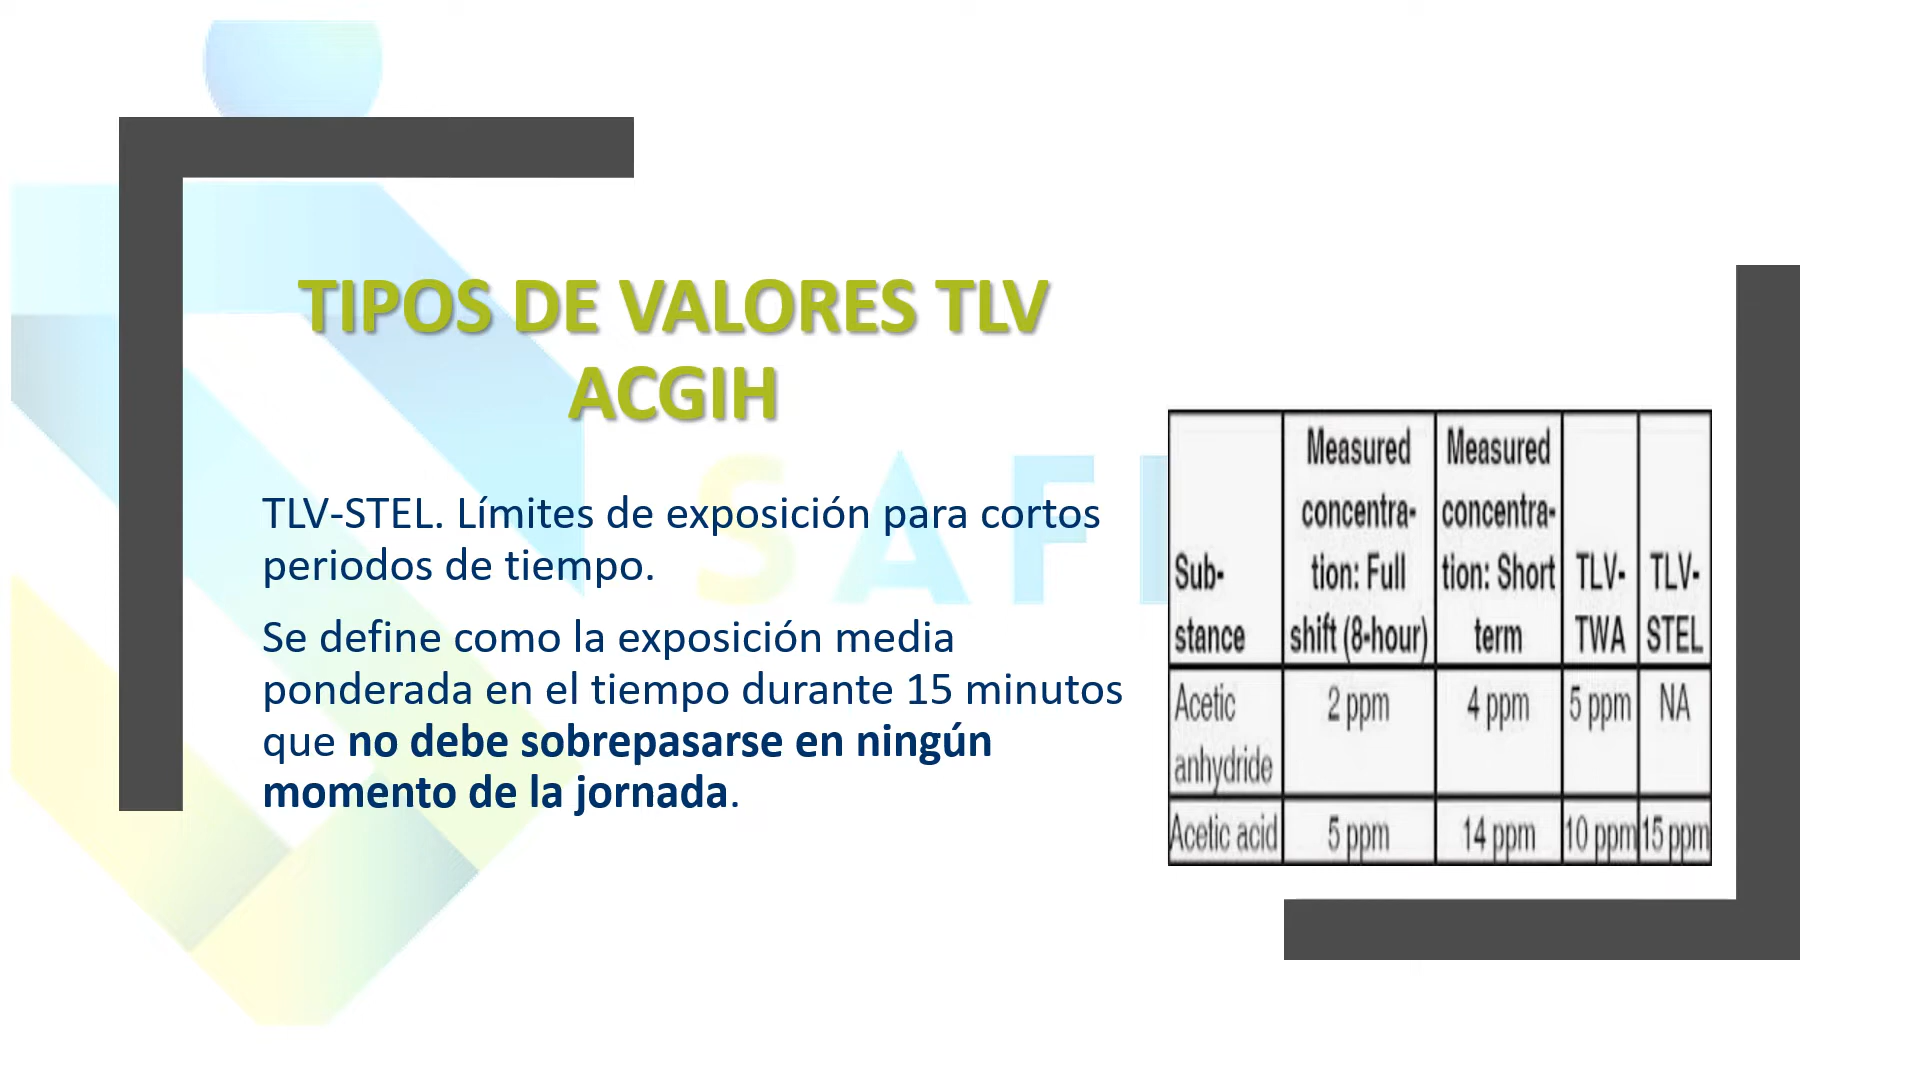 TIPOS DE VALORES TLV
ACGIH
TLV-STEL. Límites de exposición para cortos
periodos de tiempo.
Se define como la exposición media
ponderada en el tiempo durante 15 minutos
que no debe sobrepasarse en ningún
momento de la jornada.
SAF
Sub-
stance
Measured
concentra-
tion: Full
shift (8-hour)
Measured
concentra-
tion: Short
term
TLV-
TWA
TLV-
STEL
Acetic
anhydride
2 ppm
4 ppm
5 ppm
NA
Acetic acid
5 ppm
14 ppm
10 ppm
15 ppm